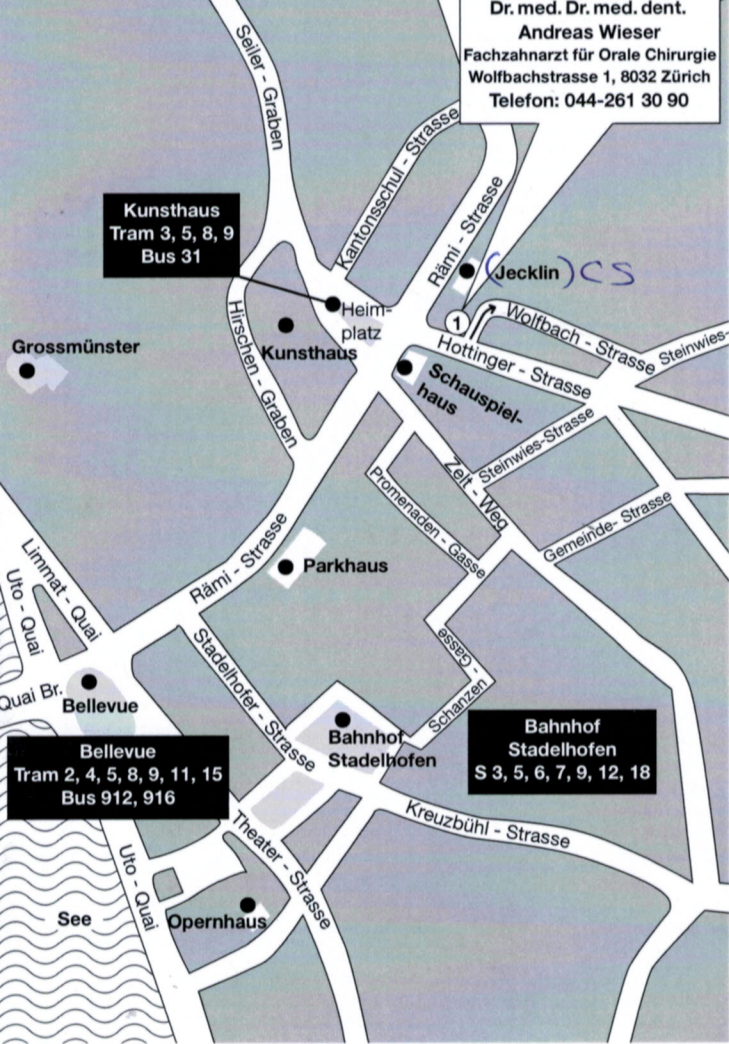 Dr. med. Dr. med. dent.
Andreas Wieser
Fachzahnarzt für Orale Chirurgie
Wolfbachstrasse 1, 8032 Zürich
Telefon: 044-261 30 90
Seiler - Graben
Kantonsschul - Strasse
Rämi - Strasse
Kunsthaus
Tram 3, 5, 8, 9
Bus 31
(Jecklin) CS
Heim-
platz
1
Wolfbach - Strasse
Steinwies-
Hottinger - Strasse
Hirschen - Graben
Kunsthaus
Grossmünster
Schauspiel-
haus
Steinwies-Strasse
Zelt - Weg
Promenaden - Gasse
Gemeinde- Strasse
Rämi - Strasse
Parkhaus
Limmat - Quai
Uto - Quai
Stadelhofer - Strasse
Schanzen - Gasse
Quai Br.
Bellevue
Bahnhof
Stadelhofen
Bahnhof
Stadelhofen
S 3, 5, 6, 7, 9, 12, 18
Bellevue
Tram 2, 4, 5, 8, 9, 11, 15
Bus 912, 916
Kreuzbühl - Strasse
Theater - Strasse
Uto - Quai
See
Opernhaus